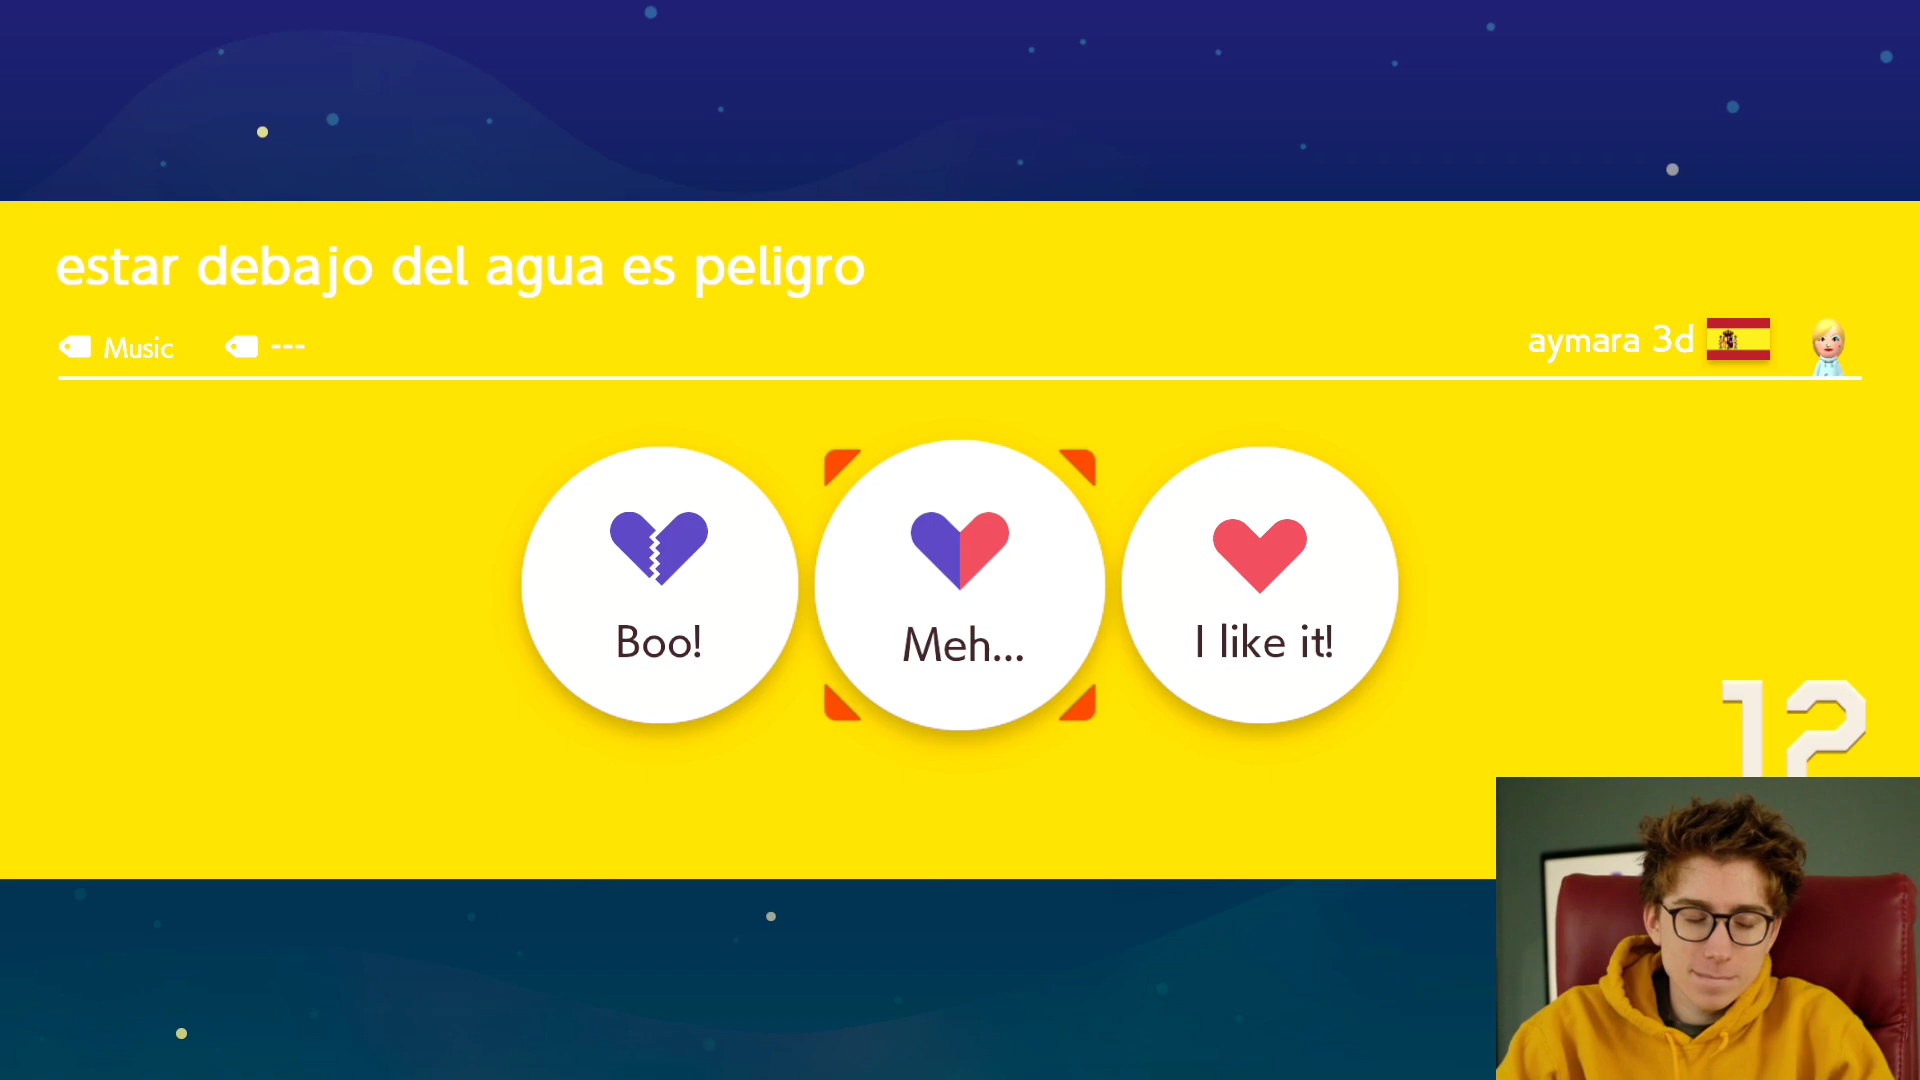 estar debajo del agua es peligro
Music
---
aymara 3d
Boo!
Meh...
I like it!
12